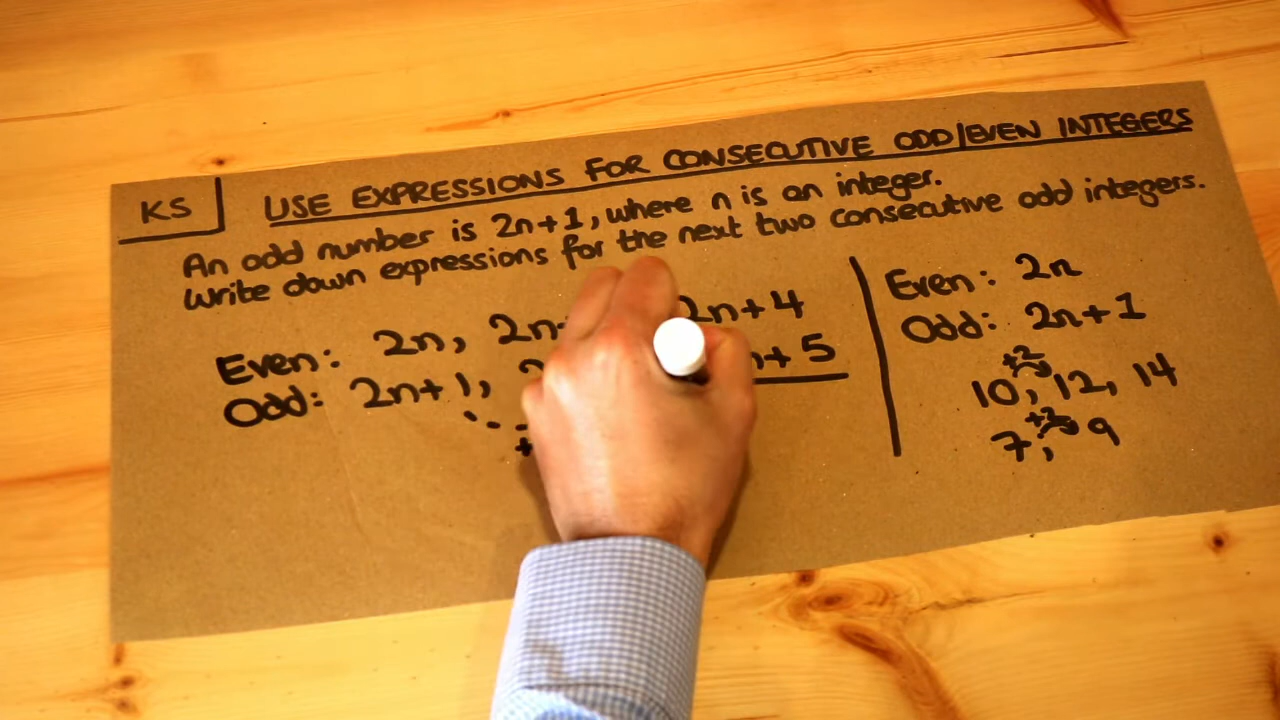 KS USE EXPRESSIONS FOR CONSECUTIVE ODD/EVEN INTEGERS
An odd number is 2n+1, where n is an integer.
Write down expressions for the next two consecutive odd integers.
Even: 2n, 2n 2n+4
Odd: 2n+1, + 5
Even: 2n
Odd: 2n+1
+2
10, 12, 14
+2
7, 9